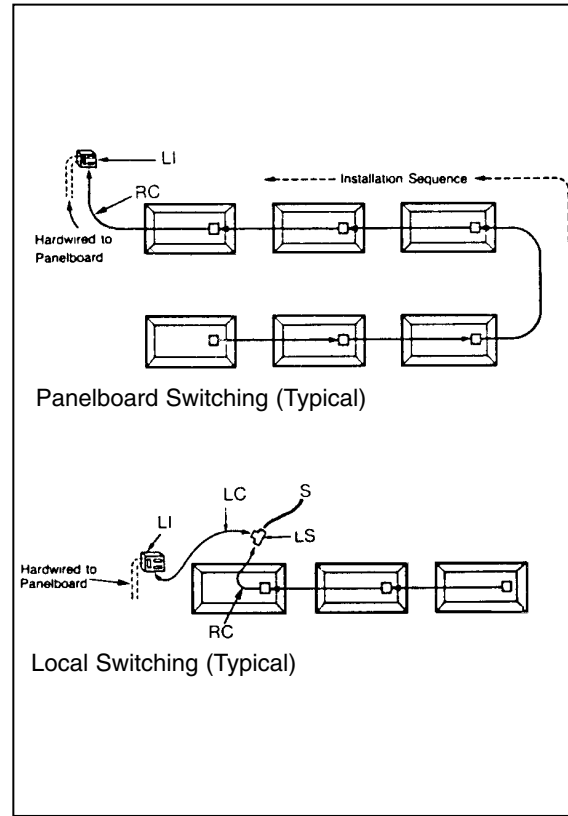 LI
Installation Sequence
RC
Hardwired to
Panelboard
Panelboard Switching (Typical)
S
LC
LI
LS
Hardwired to
Panelboard
RC
Local Switching (Typical)